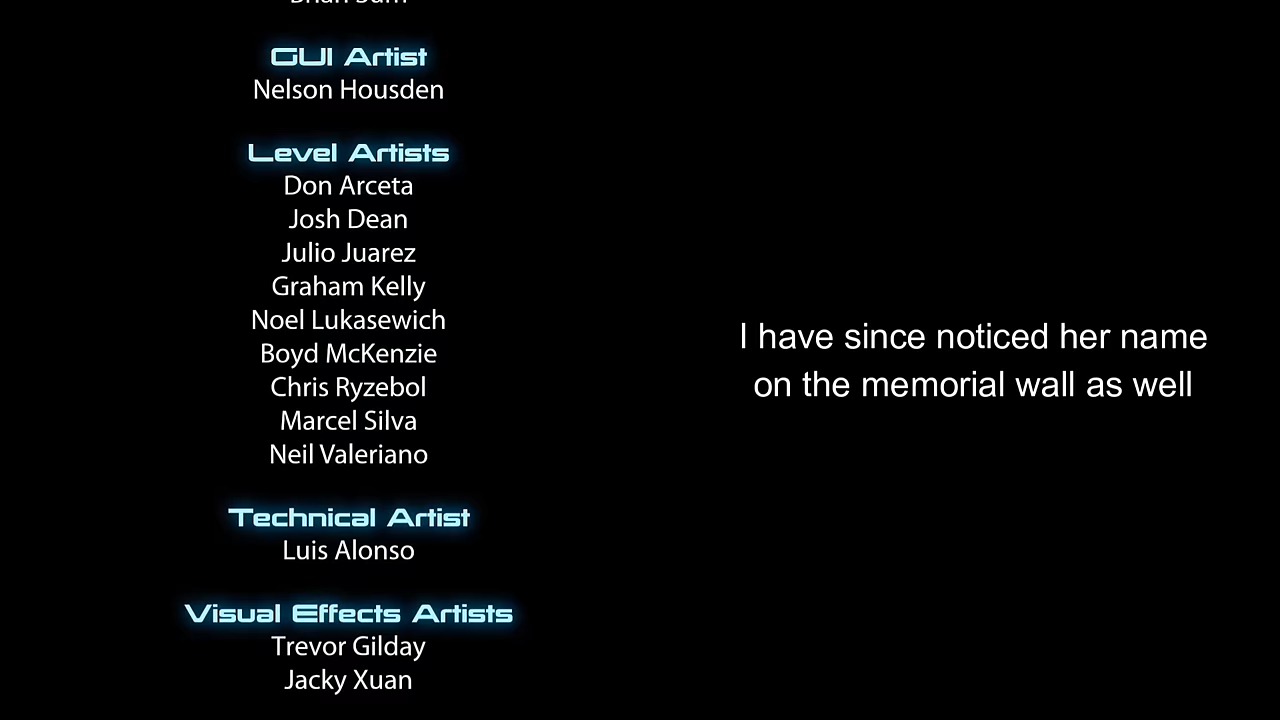 GUI Artist
Nelson Housden
Level Artists
Don Arceta
Josh Dean
Julio Juarez
Graham Kelly
Noel Lukasewich
Boyd McKenzie
Chris Ryzebol
Marcel Silva
Neil Valeriano
Technical Artist
Luis Alonso
Visual Effects Artists
Trevor Gilday
Jacky Xuan
I have since noticed her name
on the memorial wall as well